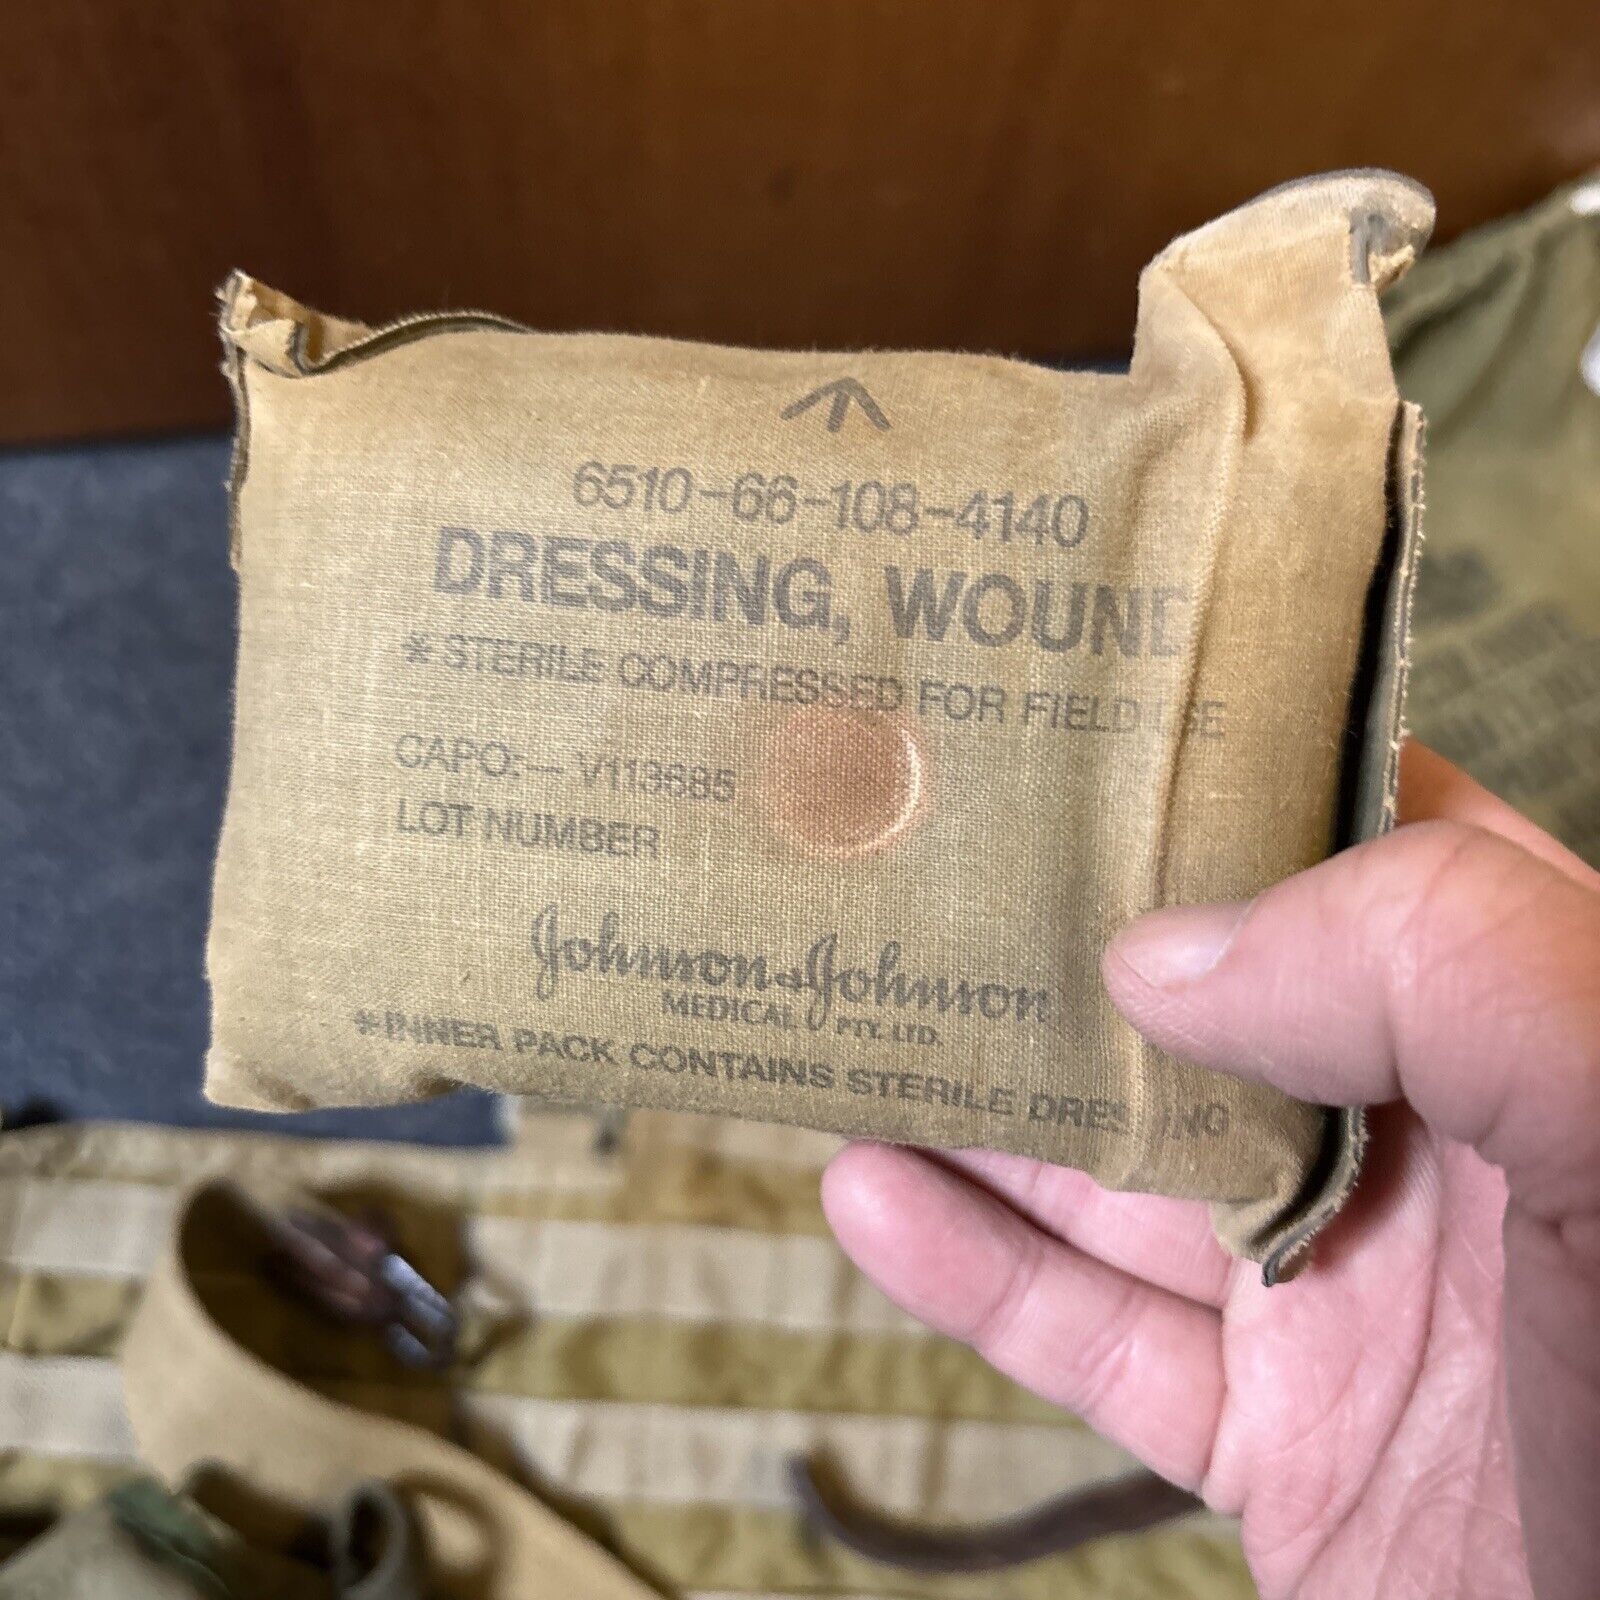 6510-66-108-4140
DRESSING, WOUND
* STERILE COMPRESSED FOR FIELD USE
CAPO:— V113685
LOT NUMBER
Johnson & Johnson
MEDICAL PTY. LTD.
*INNER PACK CONTAINS STERILE DRESSING